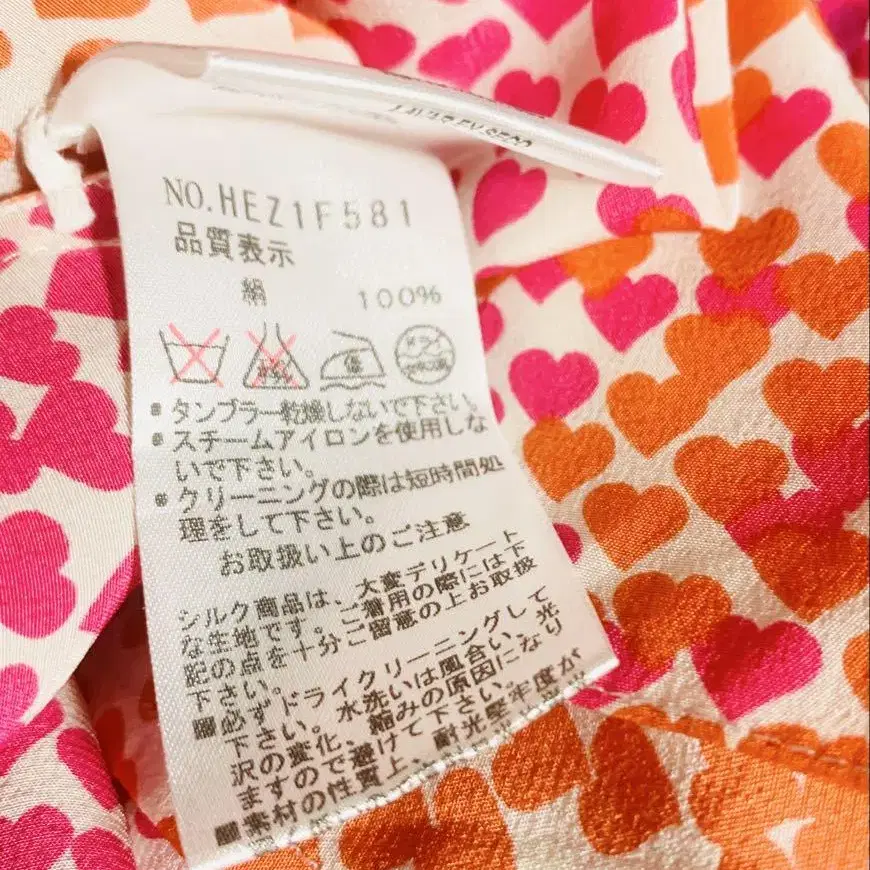 NO.HEZ1F581
品質表示
絹 100%
ドライ
・タンブラー乾燥しないで下さい。
・スチームアイロンを使用しな
いで下さい。
・クリーニングの際は短時間処
理をして下さい。
お取扱い上のご注意
シルク商品は、大変デリケート
な生地です。ご着用の際には下
記の点を十分ご留意の上お取扱
下さい。
■必ずドライクリーニングして
下さい。水洗いは風合い、光
沢の変化、縮みの原因になり
ますので避けて下さい。
■素材の性質上、耐光堅牢度が